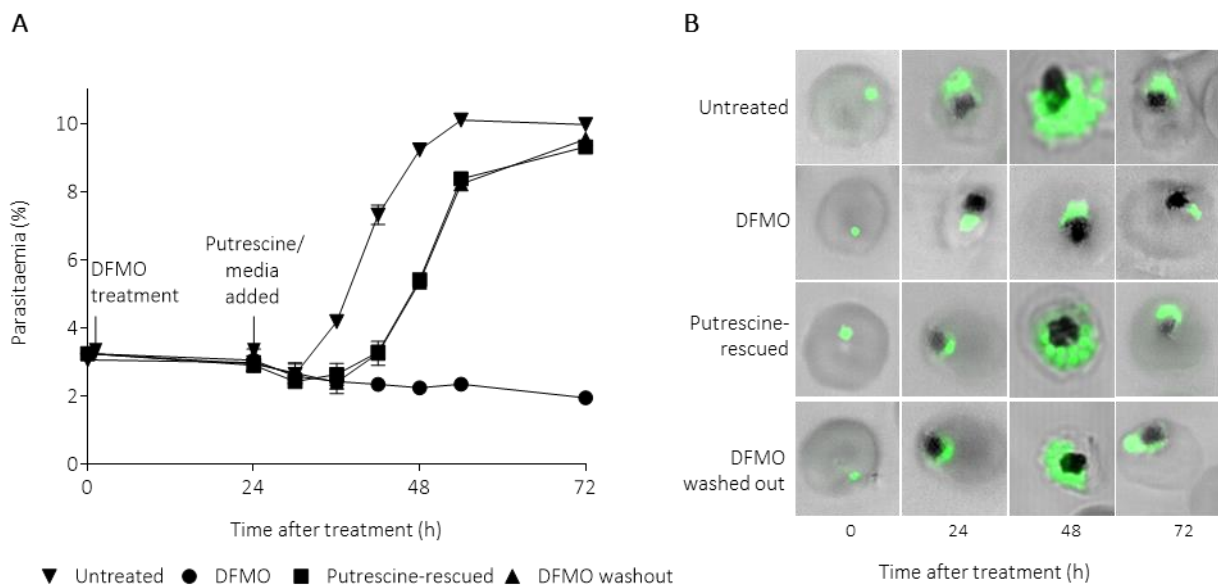 A
Parasitaemia (%)
10
8
6
4
2
0
DFMO
treatment
Putrescine/
media
added
0 24 48 72
Time after treatment (h)
Untreated DFMO Putrescine-rescued DFMO washout
B
Untreated
DFMO
Putrescine-
rescued
DFMO
washed out
0 24 48 72
Time after treatment (h)